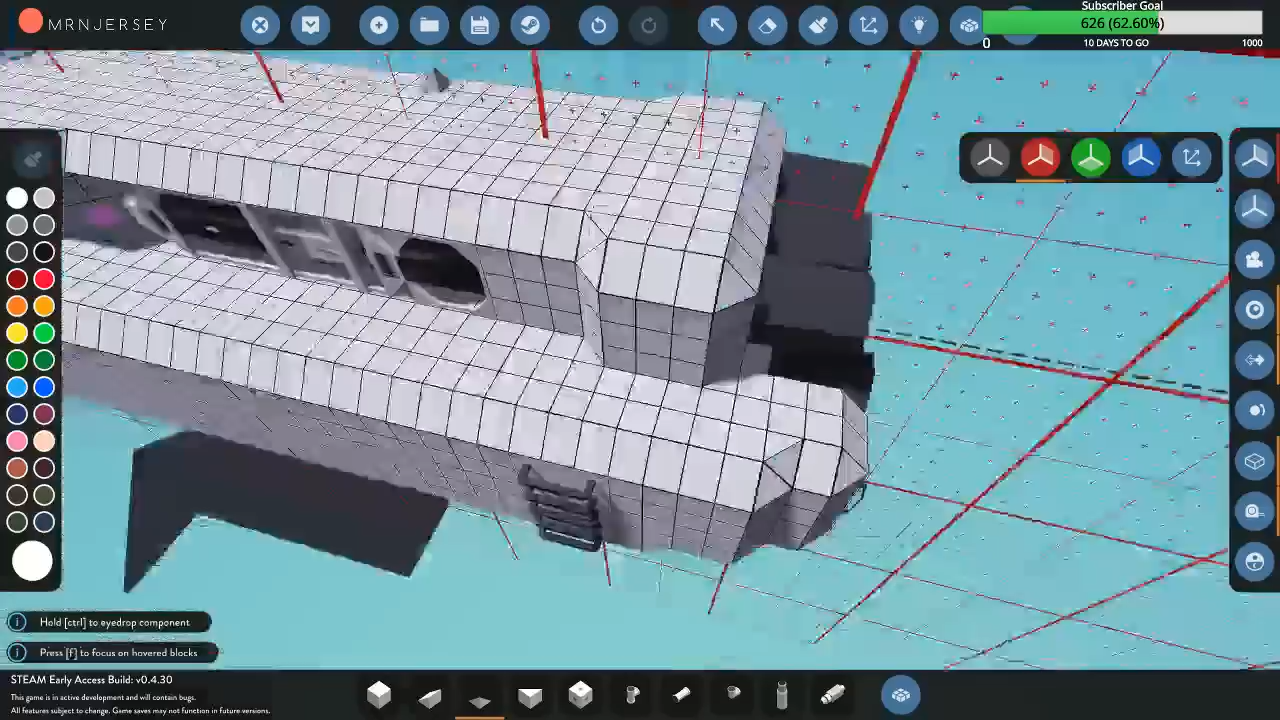 MRNJERSEY
Subscriber Goal
626 (62.60%)
0
10 DAYS TO GO
1000
Hold [ctrl] to eyedrop component
Press [f] to focus on hovered blocks
STEAM Early Access Build: v0.4.30
This game is in active development and will contain bugs.
All features subject to change. Game saves may not function in future versions.